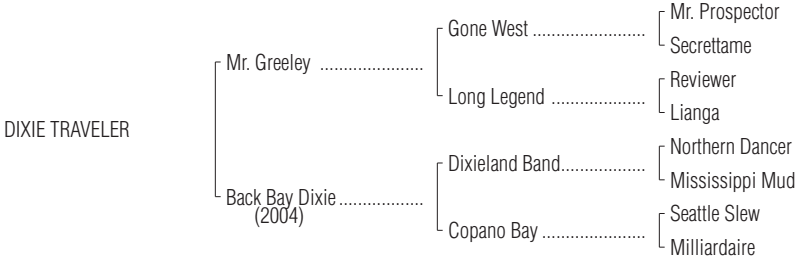 Mr. Prospector
Gone West ........................
Secrettame
Mr. Greeley ......................
Reviewer
Long Legend ....................
Lianga
DIXIE TRAVELER
Northern Dancer
Dixieland Band..................
Mississippi Mud
Back Bay Dixie ..................
(2004)
Seattle Slew
Copano Bay ......................
Milliardaire